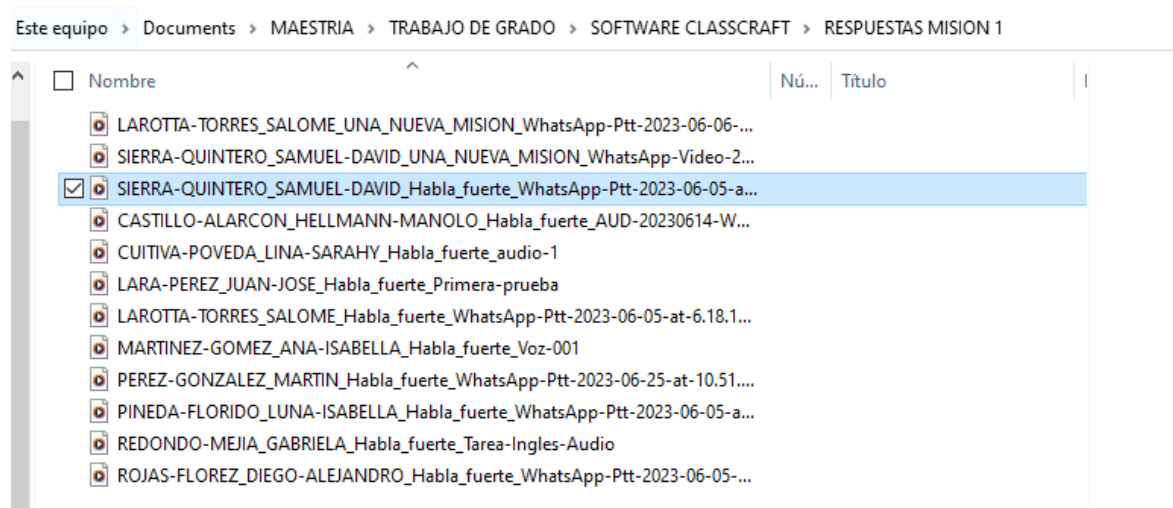 Este equipo > Documents > MAESTRIA > TRABAJO DE GRADO > SOFTWARE CLASSCRAFT > RESPUESTAS MISION 1
Nombre Nú... Título
LAROTTA-TORRES_SALOME_UNA_NUEVA_MISION_WhatsApp-Ptt-2023-06-06-...
SIERRA-QUINTERO_SAMUEL-DAVID_UNA_NUEVA_MISION_WhatsApp-Video-2...
SIERRA-QUINTERO_SAMUEL-DAVID_Habla_fuerte_WhatsApp-Ptt-2023-06-05-a...
CASTILLO-ALARCON_HELLMANN-MANOLO_Habla_fuerte_AUD-20230614-W...
CUITIVA-POVEDA_LINA-SARAHY_Habla_fuerte_audio-1
LARA-PEREZ_JUAN-JOSE_Habla_fuerte_Primera-prueba
LAROTTA-TORRES_SALOME_Habla_fuerte_WhatsApp-Ptt-2023-06-05-at-6.18.1...
MARTINEZ-GOMEZ_ANA-ISABELLA_Habla_fuerte_Voz-001
PEREZ-GONZALEZ_MARTIN_Habla_fuerte_WhatsApp-Ptt-2023-06-25-at-10.51....
PINEDA-FLORIDO_LUNA-ISABELLA_Habla_fuerte_WhatsApp-Ptt-2023-06-05-a...
REDONDO-MEJIA_GABRIELA_Habla_fuerte_Tarea-Ingles-Audio
ROJAS-FLOREZ_DIEGO-ALEJANDRO_Habla_fuerte_WhatsApp-Ptt-2023-06-05-...